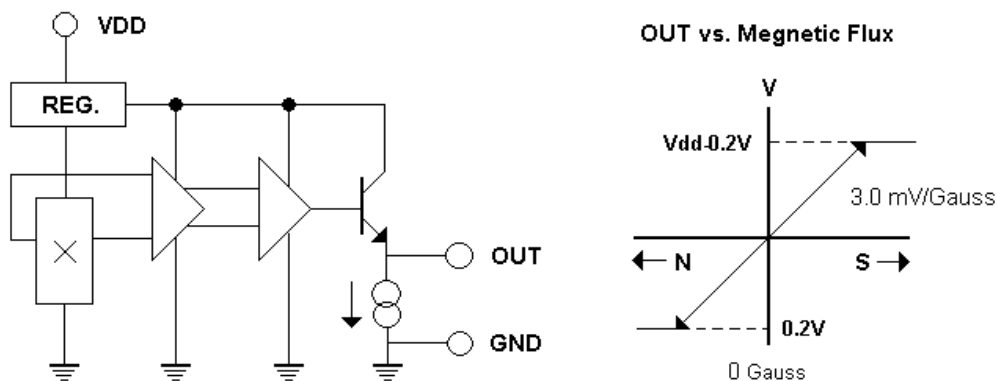 VDD
REG.
OUT
GND
OUT vs. Megnetic Flux
V
Vdd-0.2V
3.0 mV/Gauss
N
S
0.2V
0 Gauss